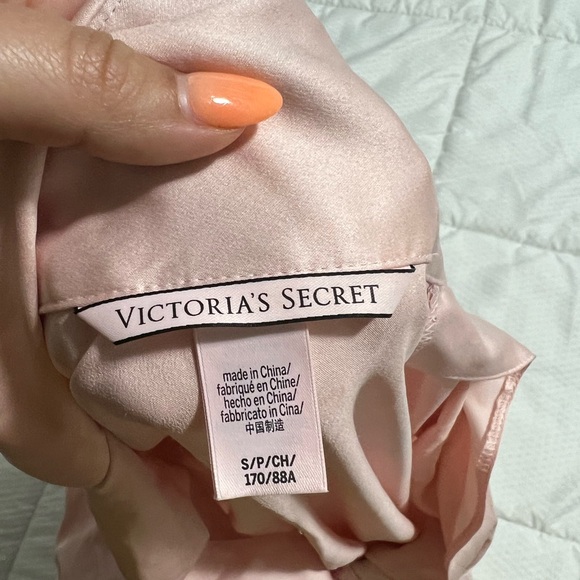 VICTORIA'S SECRET
made in China/
fabriqué en Chine/
hecho en China/
fabbricato in Cina/
中国制造
S/P/CH/
170/88A